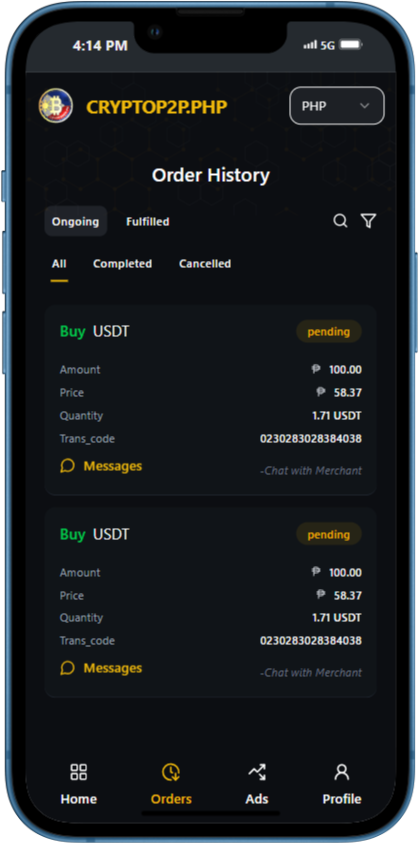 4:14 PM 5G
CRYPTOP2P.PHP PHP
Order History
Ongoing Fulfilled
All Completed Cancelled
Buy USDT pending
Amount ₱ 100.00
Price ₱ 58.37
Quantity 1.71 USDT
Trans_code 0230283028384038
Messages -Chat with Merchant
Buy USDT pending
Amount ₱ 100.00
Price ₱ 58.37
Quantity 1.71 USDT
Trans_code 0230283028384038
Messages -Chat with Merchant
Home Orders Ads Profile